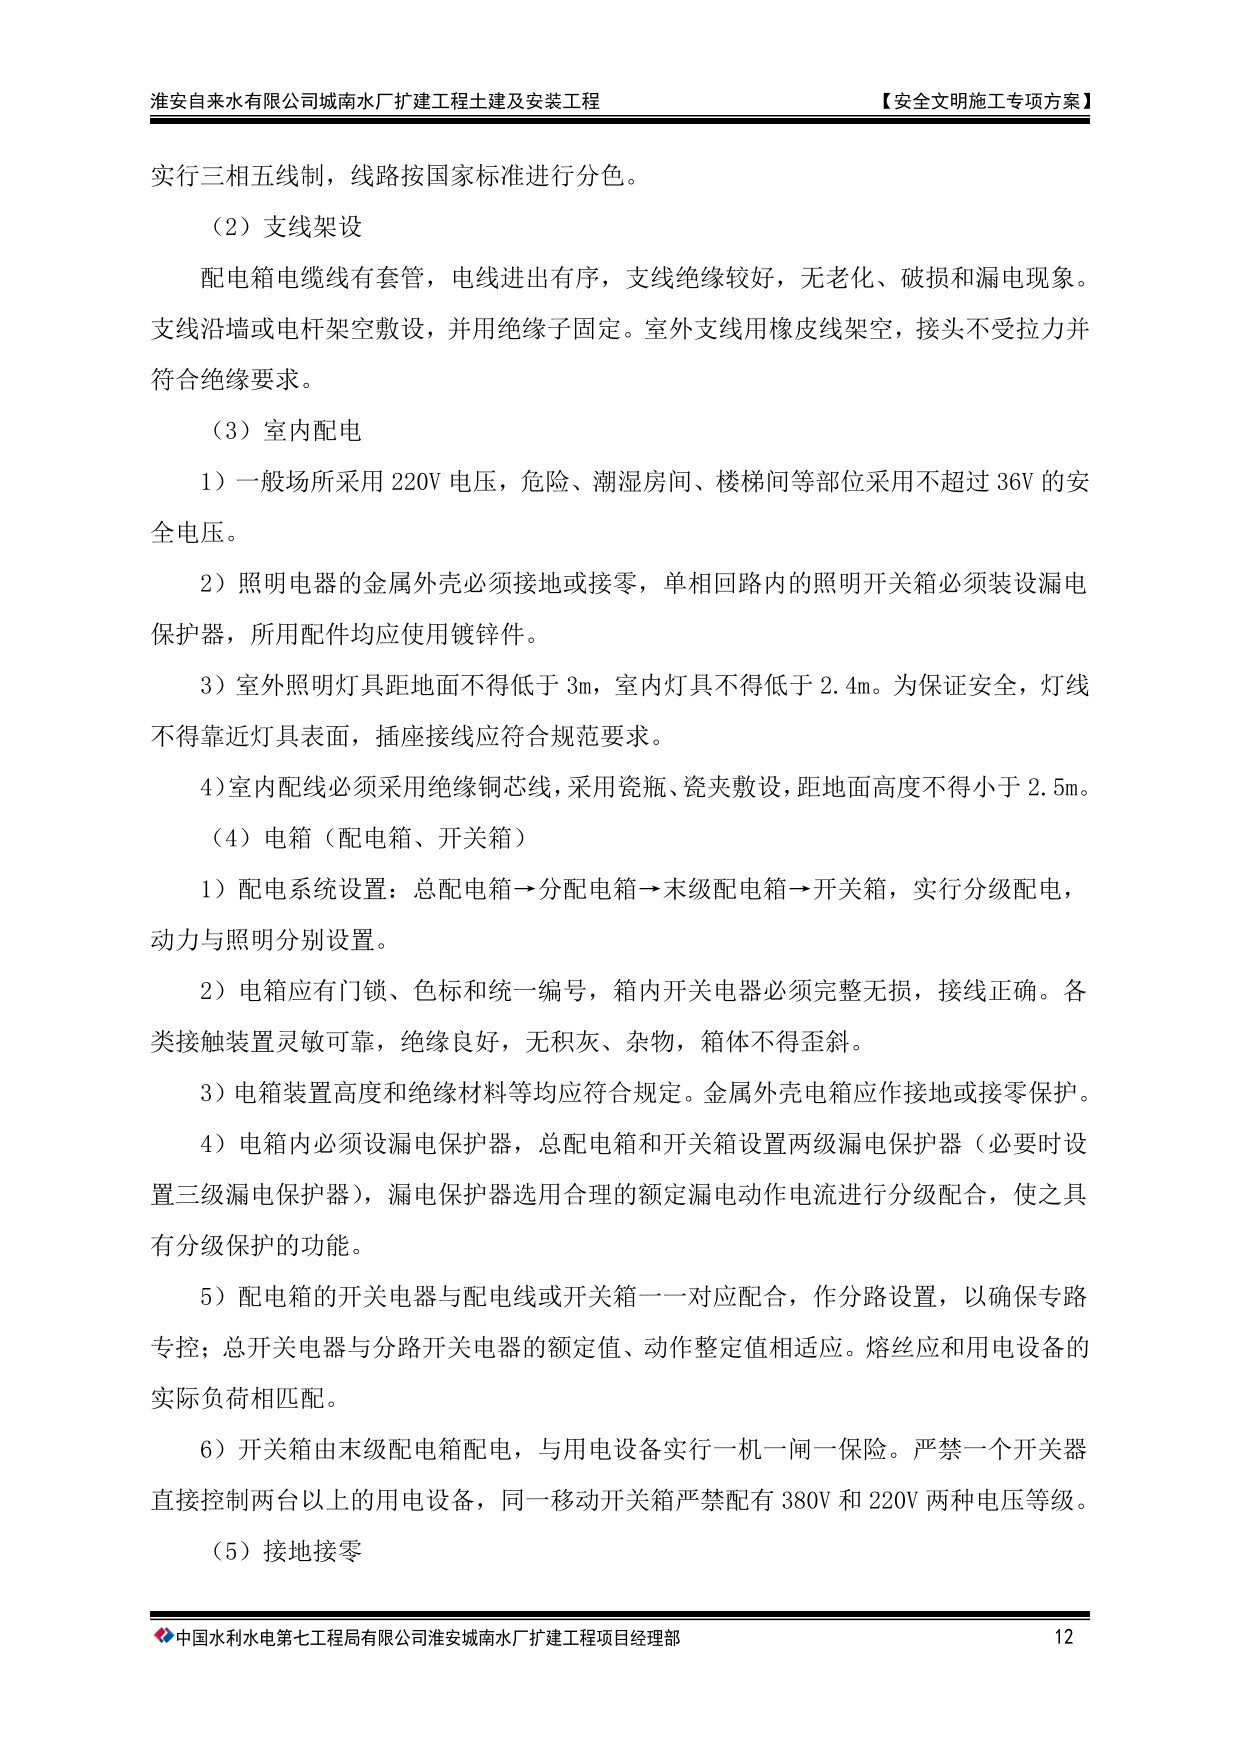 淮安自来水有限公司城南水厂扩建工程土建及安装工程 【安全文明施工专项方案】
实行三相五线制，线路按国家标准进行分色。
（2）支线架设
配电箱电缆线有套管，电线进出有序，支线绝缘较好，无老化、破损和漏电现象。
支线沿墙或电杆架空敷设，并用绝缘子固定。室外支线用橡皮线架空，接头不受拉力并
符合绝缘要求。
（3）室内配电
1）一般场所采用 220V 电压，危险、潮湿房间、楼梯间等部位采用不超过 36V 的安
全电压。
2）照明电器的金属外壳必须接地或接零，单相回路内的照明开关箱必须装设漏电
保护器，所用配件均应使用镀锌件。
3）室外照明灯具距地面不得低于 3m，室内灯具不得低于 2.4m。为保证安全，灯线
不得靠近灯具表面，插座接线应符合规范要求。
4）室内配线必须采用绝缘铜芯线，采用瓷瓶、瓷夹敷设，距地面高度不得小于 2.5m。
（4）电箱（配电箱、开关箱）
1）配电系统设置：总配电箱→分配电箱→末级配电箱→开关箱，实行分级配电，
动力与照明分别设置。
2）电箱应有门锁、色标和统一编号，箱内开关电器必须完整无损，接线正确。各
类接触装置灵敏可靠，绝缘良好，无积灰、杂物，箱体不得歪斜。
3）电箱装置高度和绝缘材料等均应符合规定。金属外壳电箱应作接地或接零保护。
4）电箱内必须设漏电保护器，总配电箱和开关箱设置两级漏电保护器（必要时设
置三级漏电保护器），漏电保护器选用合理的额定漏电动作电流进行分级配合，使之具
有分级保护的功能。
5）配电箱的开关电器与配电线或开关箱一一对应配合，作分路设置，以确保专路
专控；总开关电器与分路开关电器的额定值、动作整定值相适应。熔丝应和用电设备的
实际负荷相匹配。
6）开关箱由末级配电箱配电，与用电设备实行一机一闸一保险。严禁一个开关器
直接控制两台以上的用电设备，同一移动开关箱严禁配有 380V 和 220V 两种电压等级。
（5）接地接零
中国水利水电第七工程局有限公司淮安城南水厂扩建工程项目经理部 12